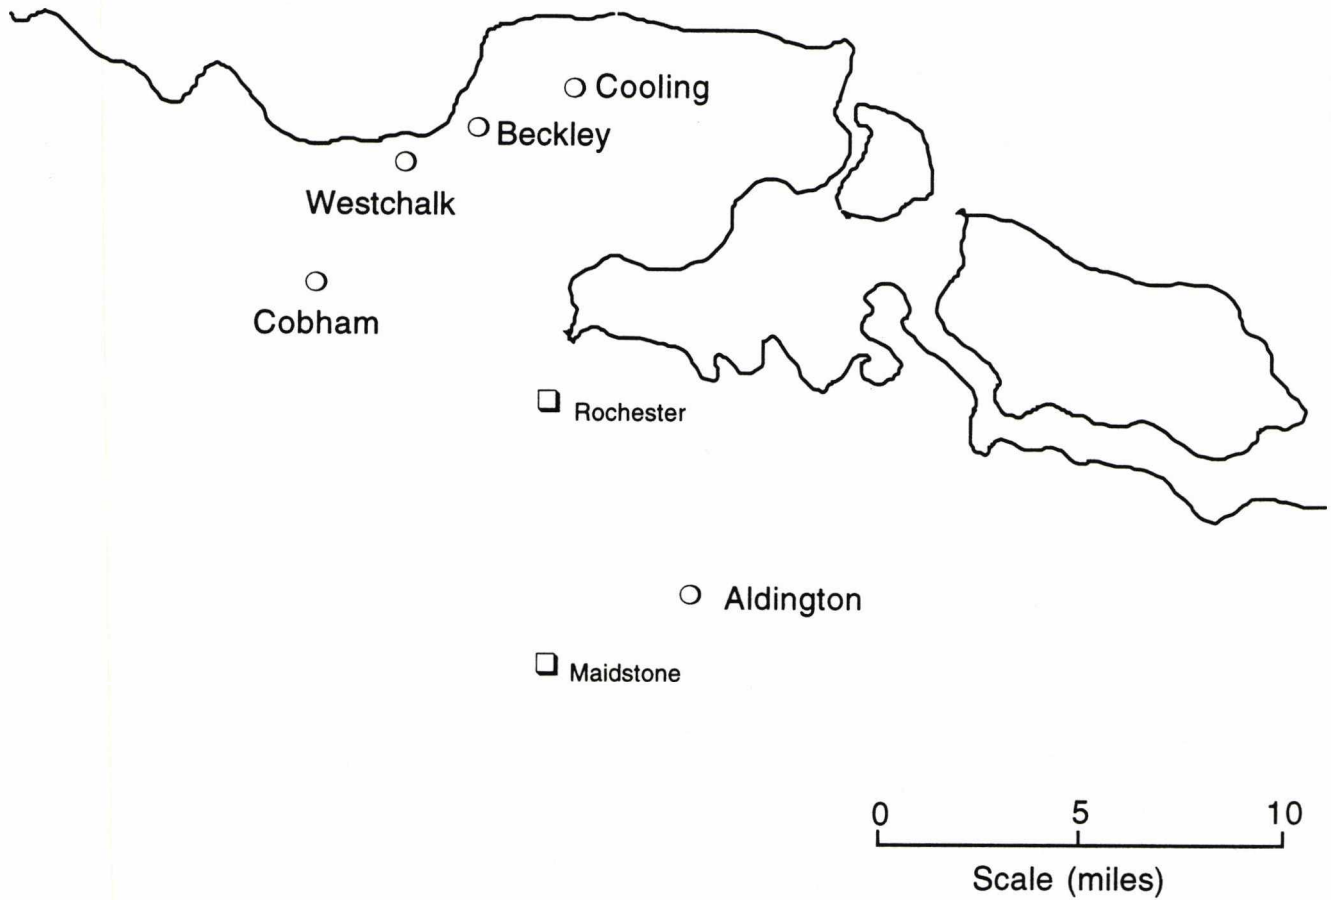 Cooling
Beckley
Westchalk
Cobham
Rochester
Aldington
Maidstone
0 5 10
Scale (miles)